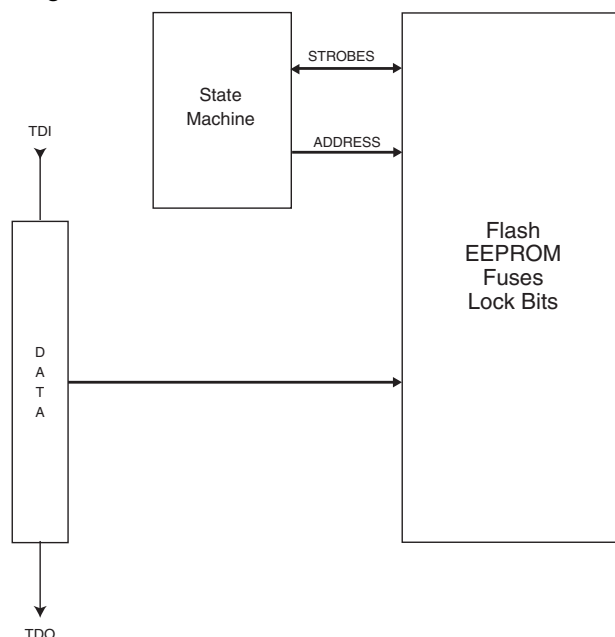 STROBES
State
Machine
ADDRESS
TDI
Flash
EEPROM
Fuses
Lock Bits
D
A
T
A
TDO